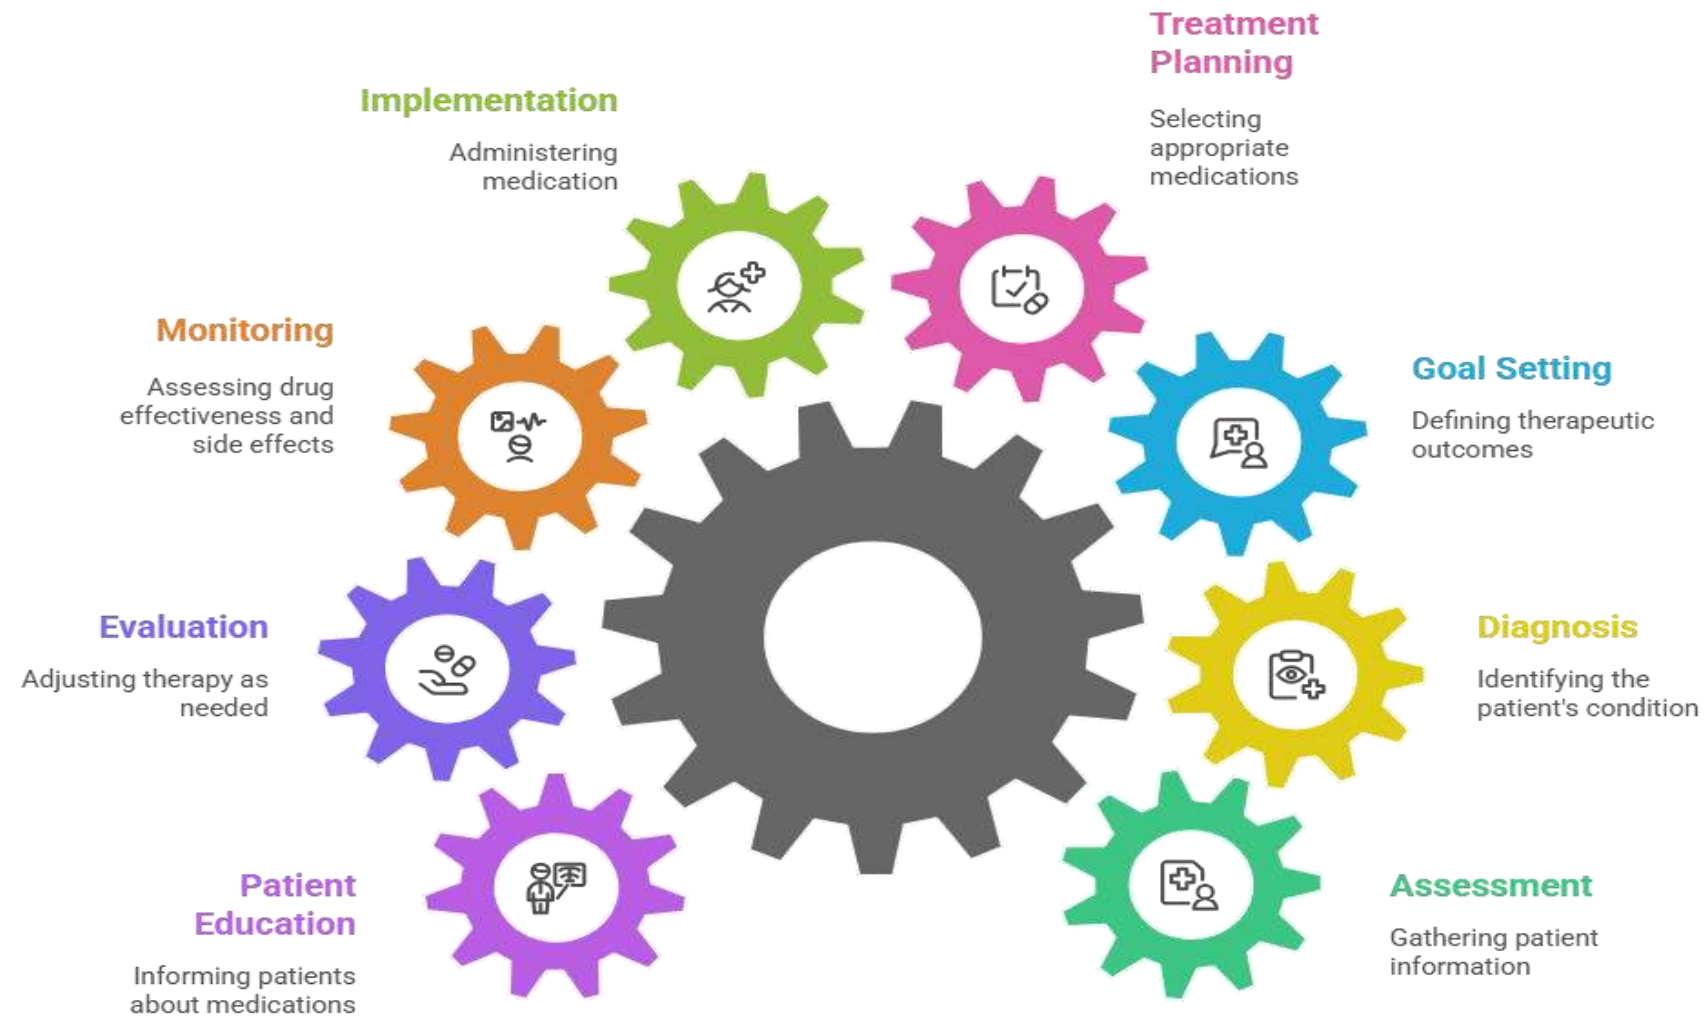 Treatment
Planning
Selecting
appropriate
medications
Implementation
Administering
medication
Monitoring
Assessing drug
effectiveness and
side effects
Goal Setting
Defining therapeutic
outcomes
Evaluation
Adjusting therapy as
needed
Diagnosis
Identifying the
patient's condition
Patient
Education
Informing patients
about medications
Assessment
Gathering patient
information